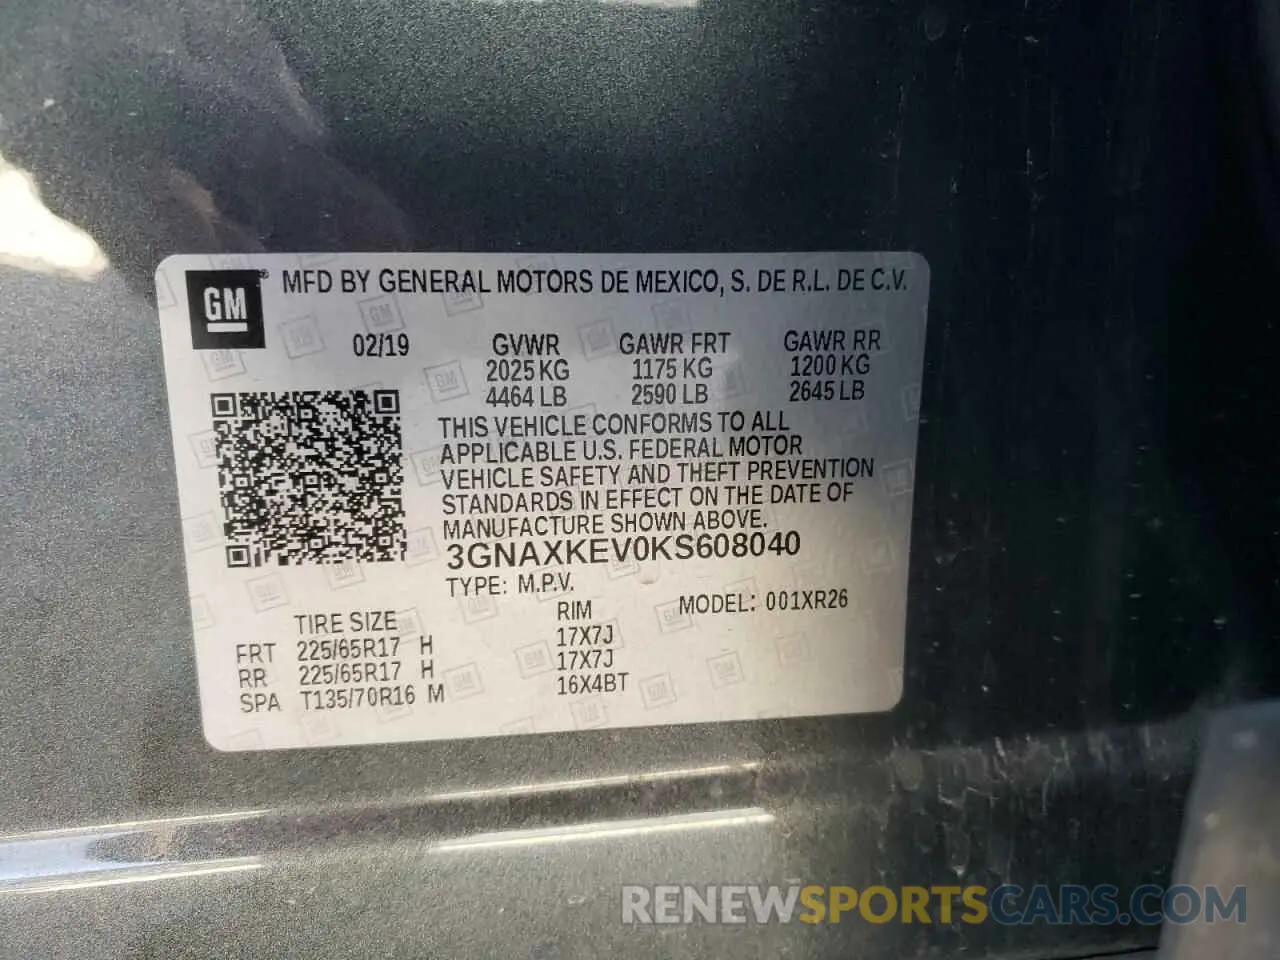 GM® MFD BY GENERAL MOTORS DE MEXICO, S. DE R.L. DE C.V.
02/19 GVWR GAWR FRT GAWR RR
2025 KG 1175 KG 1200 KG
4464 LB 2590 LB 2645 LB
THIS VEHICLE CONFORMS TO ALL
APPLICABLE U.S. FEDERAL MOTOR
VEHICLE SAFETY AND THEFT PREVENTION
STANDARDS IN EFFECT ON THE DATE OF
MANUFACTURE SHOWN ABOVE.
3GNAXKEV0KS608040
TYPE: M.P.V.
TIRE SIZE RIM MODEL: 001XR26
FRT 225/65R17 H 17X7J
RR 225/65R17 H 17X7J
SPA T135/70R16 M 16X4BT
RENEWSPORTSCARS.COM